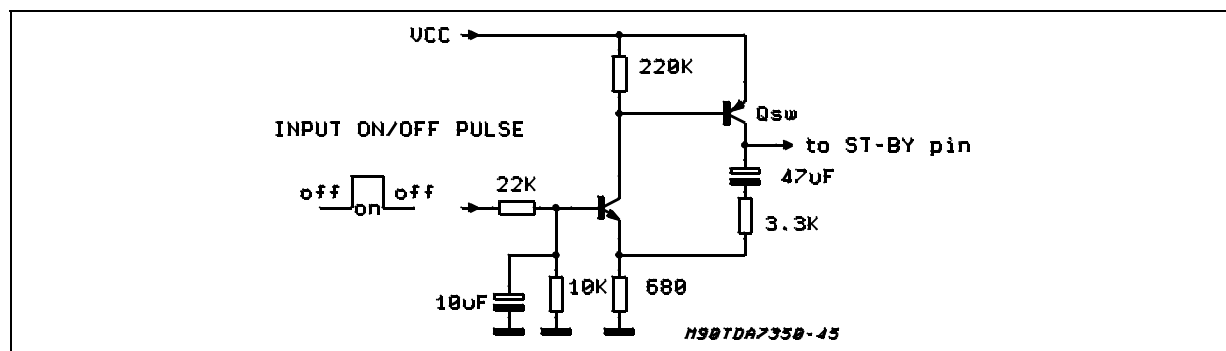 VCC
220K
Qsw
INPUT ON/OFF PULSE
to ST-BY pin
47uF
off on off
22K
3.3K
10uF
10K
680
M90TDA7350-45